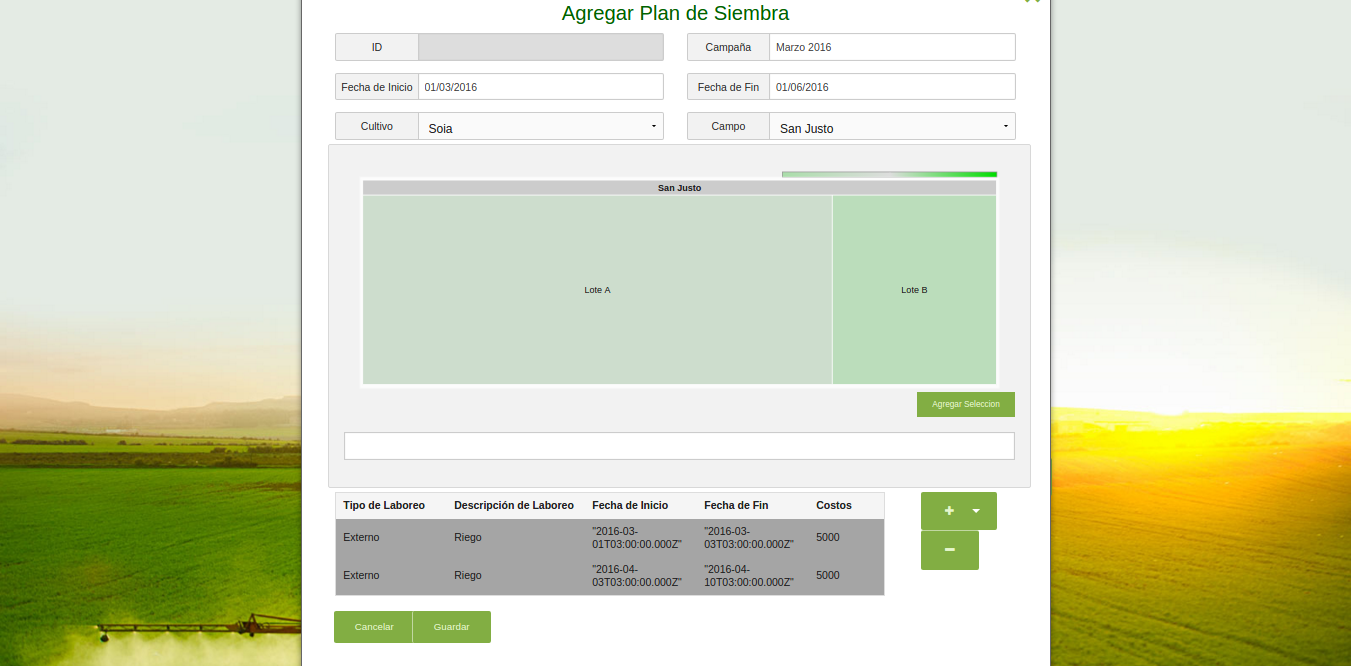 Agregar Plan de Siembra
ID
Campaña Marzo 2016
Fecha de Inicio 01/03/2016
Fecha de Fin 01/06/2016
Cultivo Soia
Campo San Justo
San Justo
Lote A
Lote B
Agregar Seleccion
Tipo de Laboreo Descripción de Laboreo Fecha de Inicio Fecha de Fin Costos
Externo Riego "2016-03-01T03:00:00.000Z" "2016-03-03T03:00:00.000Z" 5000
Externo Riego "2016-04-03T03:00:00.000Z" "2016-04-10T03:00:00.000Z" 5000
Cancelar Guardar